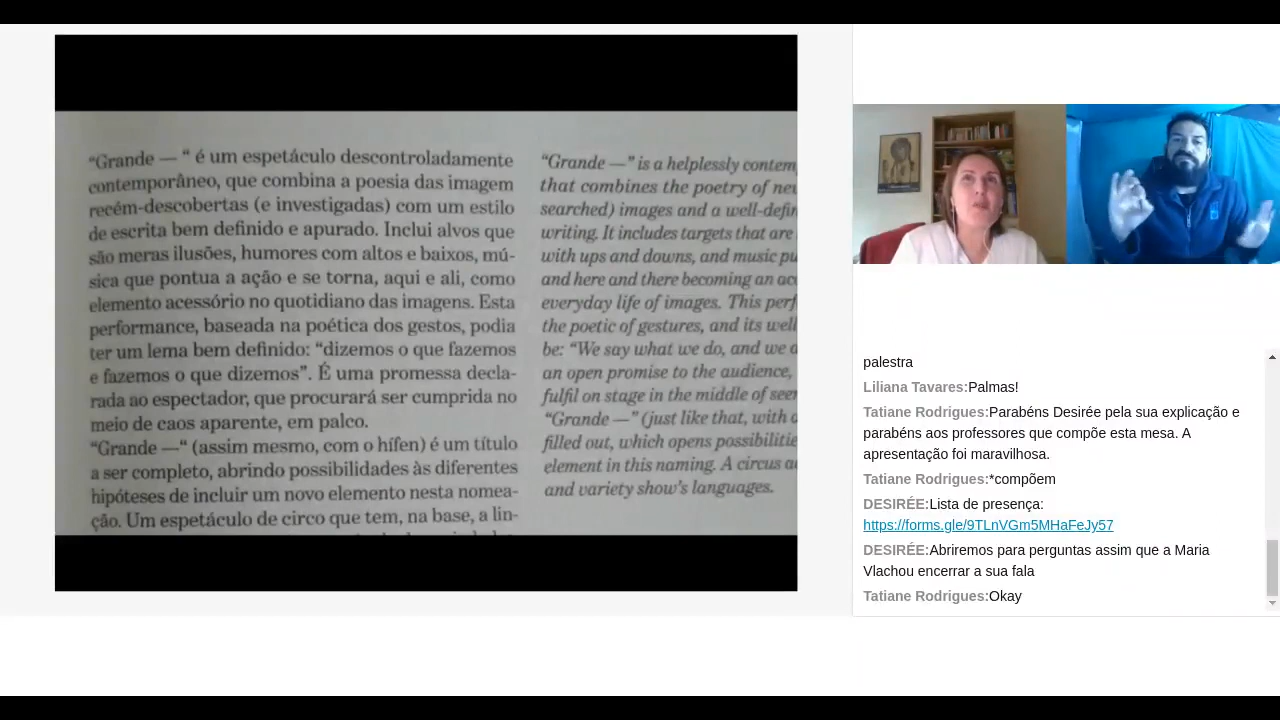 “Grande — “ é um espetáculo descontroladamente
contemporâneo, que combina a poesia das imagem
recém-descobertas (e investigadas) com um estilo
de escrita bem definido e apurado. Inclui alvos que
são meras ilusões, humores com altos e baixos, mú-
sica que pontua a ação e se torna, aqui e ali, como
elemento acessório no quotidiano das imagens. Esta
performance, baseada na poética dos gestos, podia
ter um lema bem definido: “dizemos o que fazemos
e fazemos o que dizemos”. É uma promessa decla-
rada ao espectador, que procurará ser cumprida no
meio de caos aparente, em palco.
“Grande —“ (assim mesmo, com o hífen) é um título
a ser completo, abrindo possibilidades às diferentes
hipóteses de incluir um novo elemento nesta nomea-
ção. Um espetáculo de circo que tem, na base, a lin-
“Grande —” is a helplessly contem
that combines the poetry of
searched) images and a well-defin
writing. It includes targets that are
with ups and downs, and music pu
and here and there becoming an
everyday life of images. This perf
the poetic of gestures, and its well
be: “We say what we do, and we d
an open promise to the audience,
fulfil on stage in the middle of seem
“Grande —” (just like that, with a
filled out, which opens possibilitie
element in this naming. A circus
and variety show’s languages.
palestra
Liliana Tavares:Palmas!
Tatiane Rodrigues:Parabéns Desirée pela sua explicação e
parabéns aos professores que compõe esta mesa. A
apresentação foi maravilhosa.
Tatiane Rodrigues:*compõem
DESIRÉE:Lista de presença:
https://forms.gle/9TLnVGm5MHaFeJy57
DESIRÉE:Abriremos para perguntas assim que a Maria
Vlachou encerrar a sua fala
Tatiane Rodrigues:Okay